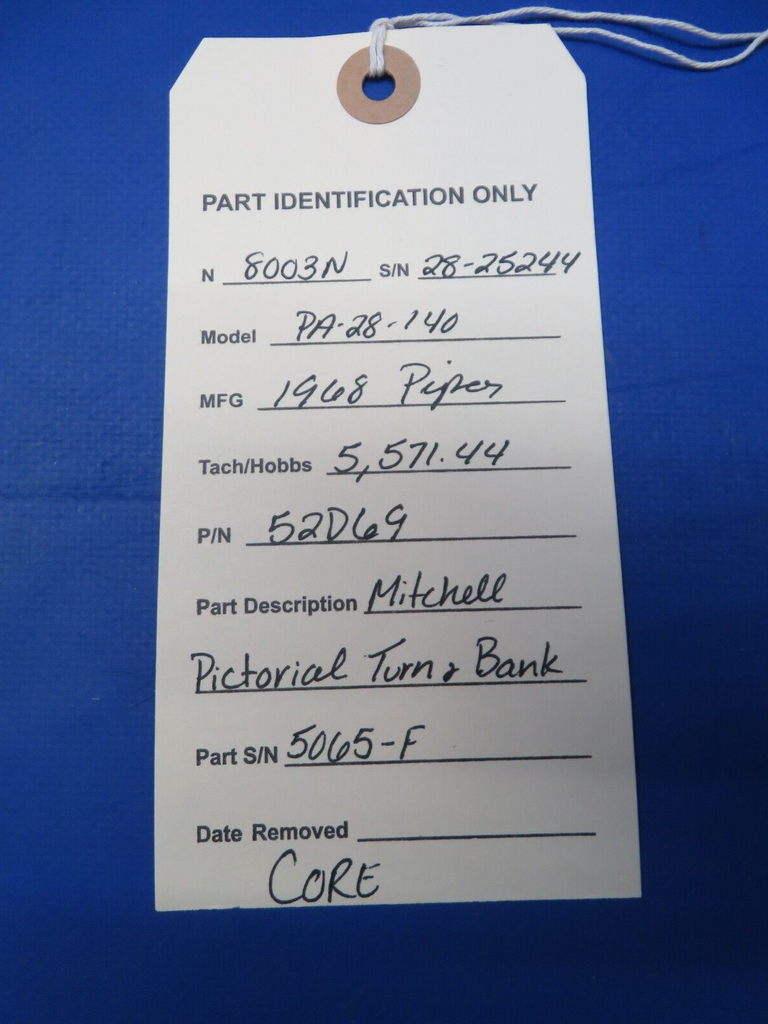 PART IDENTIFICATION ONLY
N 8003N S/N 28-25244
Model PA-28-140
MFG 1968 Piper
Tach/Hobbs 5,571.44
P/N 52D69
Part Description Mitchell
Pictorial Turn & Bank
Part S/N 5065-F
Date Removed
CORE